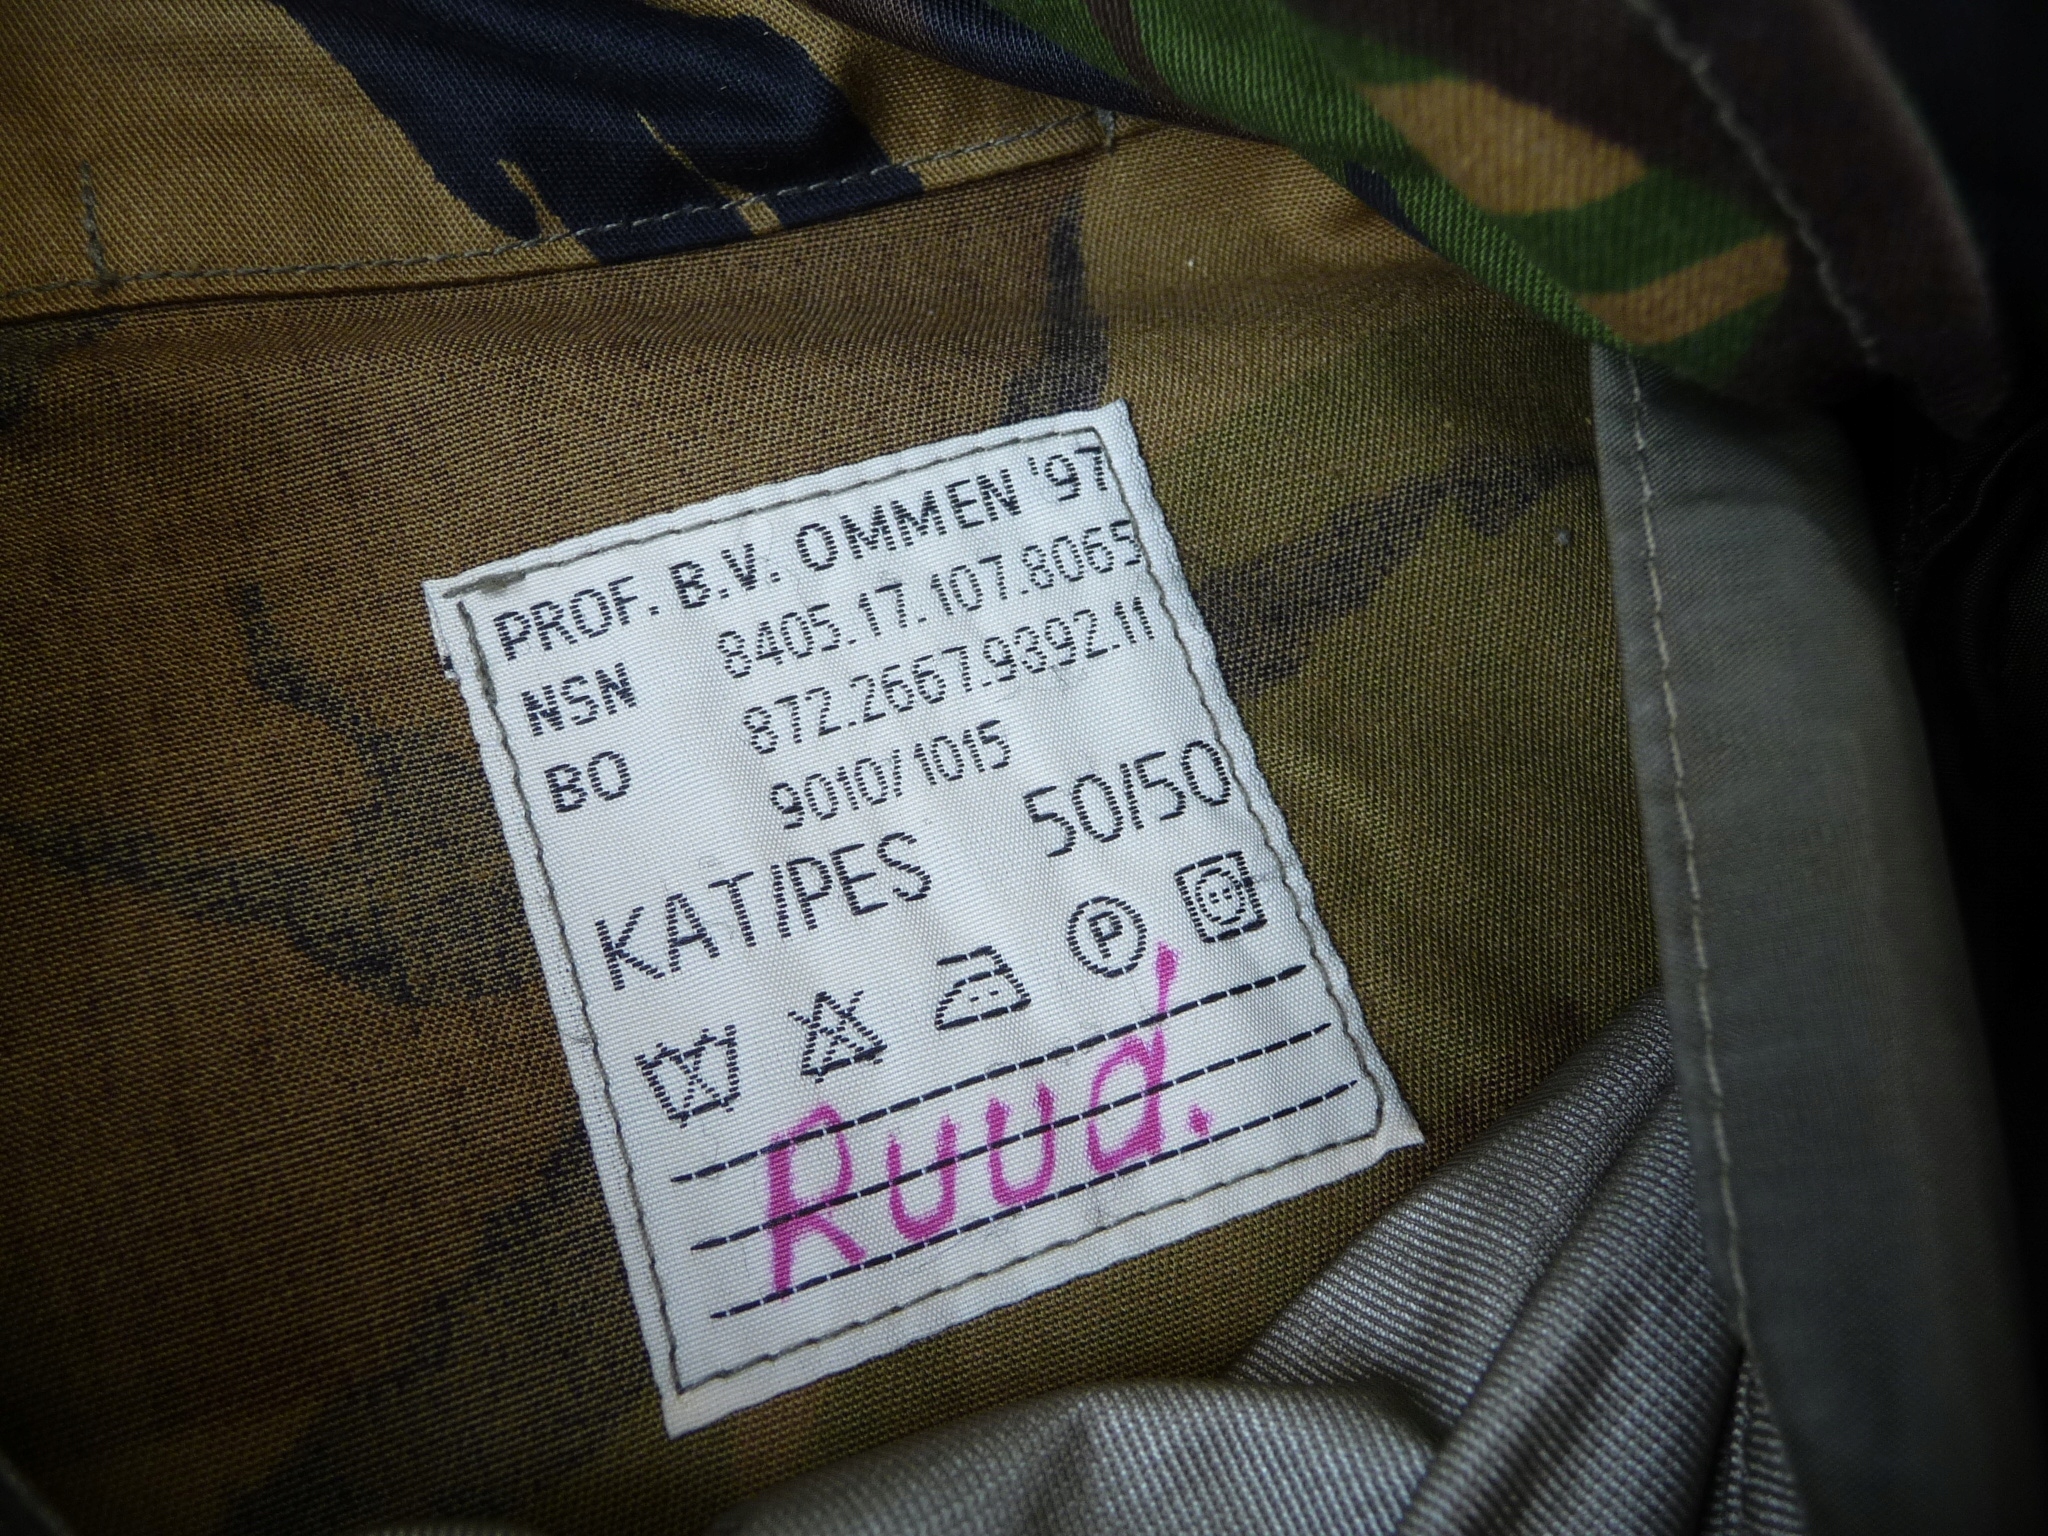 PROF. B.V. OMMEN '97
NSN 8405.17.107.8065
BO 872.2667.9392.11
9010/1015
KAT/PES 50/50
P
Ruud.